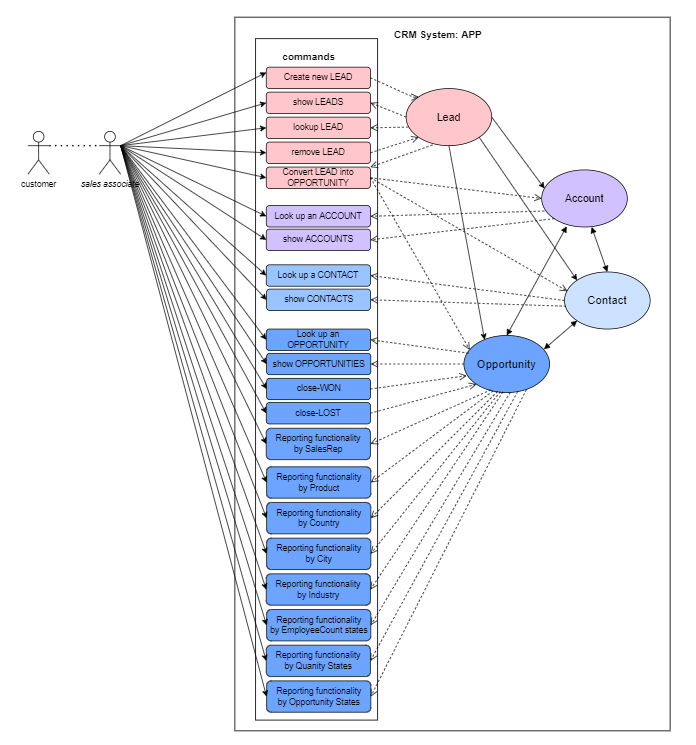 CRM System: APP
commands
Create new LEAD
show LEADS
lookup LEAD
remove LEAD
Convert LEAD into
OPPORTUNITY
Look up an ACCOUNT
show ACCOUNTS
Look up a CONTACT
show CONTACTS
Look up an
OPPORTUNITY
show OPPORTUNITIES
close-WON
close-LOST
Reporting functionality
by SalesRep
Reporting functionality
by Product
Reporting functionality
by Country
Reporting functionality
by City
Reporting functionality
by Industry
Reporting functionality
by EmployeeCount states
Reporting functionality
by Quanity States
Reporting functionality
by Opportunity States
customer
sales associate
Lead
Account
Contact
Opportunity